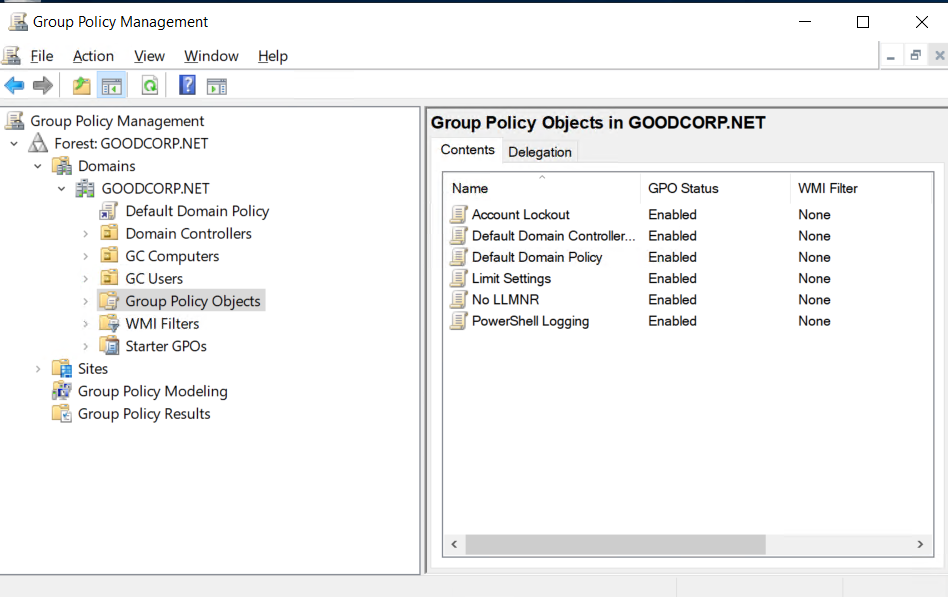 Group Policy Management
File Action View Window Help
Group Policy Management
Forest: GOODCORP.NET
Domains
GOODCORP.NET
Default Domain Policy
Domain Controllers
GC Computers
GC Users
Group Policy Objects
WMI Filters
Starter GPOs
Sites
Group Policy Modeling
Group Policy Results
Group Policy Objects in GOODCORP.NET
Contents Delegation
Name GPO Status WMI Filter
Account Lockout Enabled None
Default Domain Controller... Enabled None
Default Domain Policy Enabled None
Limit Settings Enabled None
No LLMNR Enabled None
PowerShell Logging Enabled None